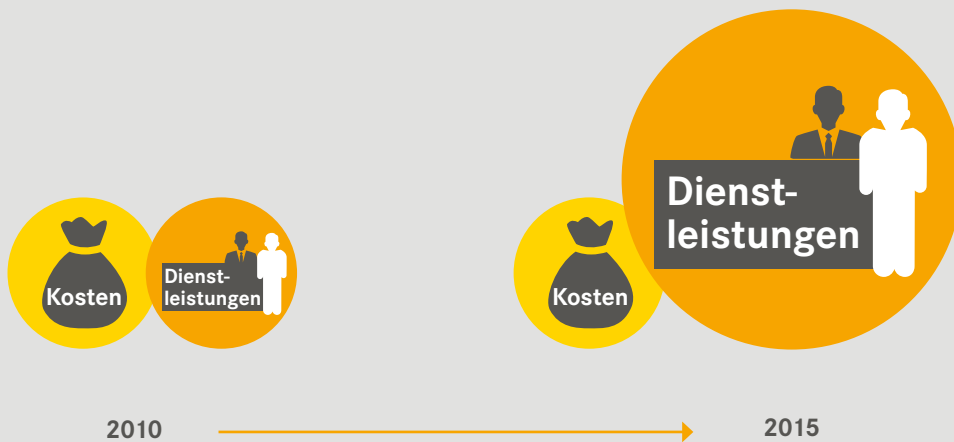 Kosten
Dienst-
leistungen
Kosten
Dienst-
leistungen
2010
2015